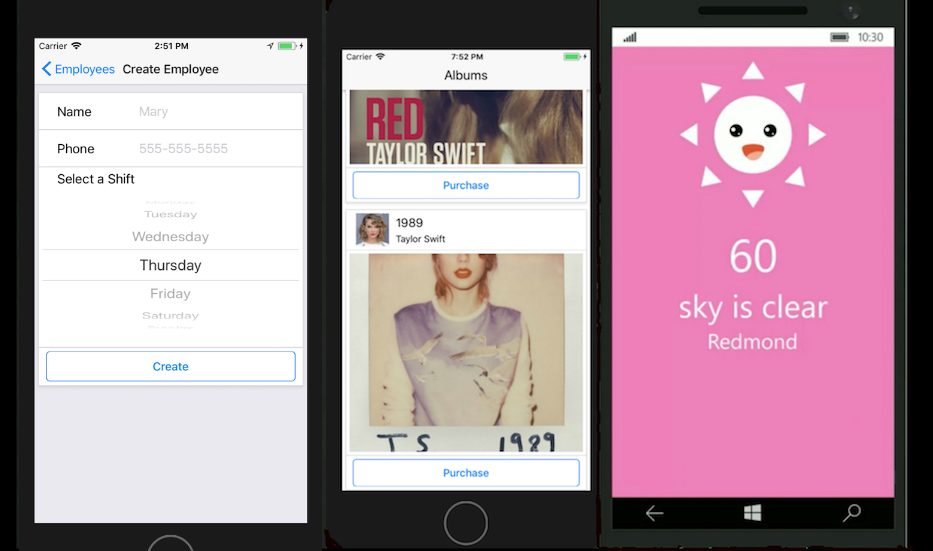 Carrier 2:51 PM
Employees Create Employee
Name Mary
Phone 555-555-5555
Select a Shift
Tuesday
Wednesday
Thursday
Friday
Saturday
Create
Carrier 7:52 PM
Albums
RED
TAYLOR SWIFT
Purchase
1989
Taylor Swift
T S 1989
Purchase
10:30
60
sky is clear
Redmond